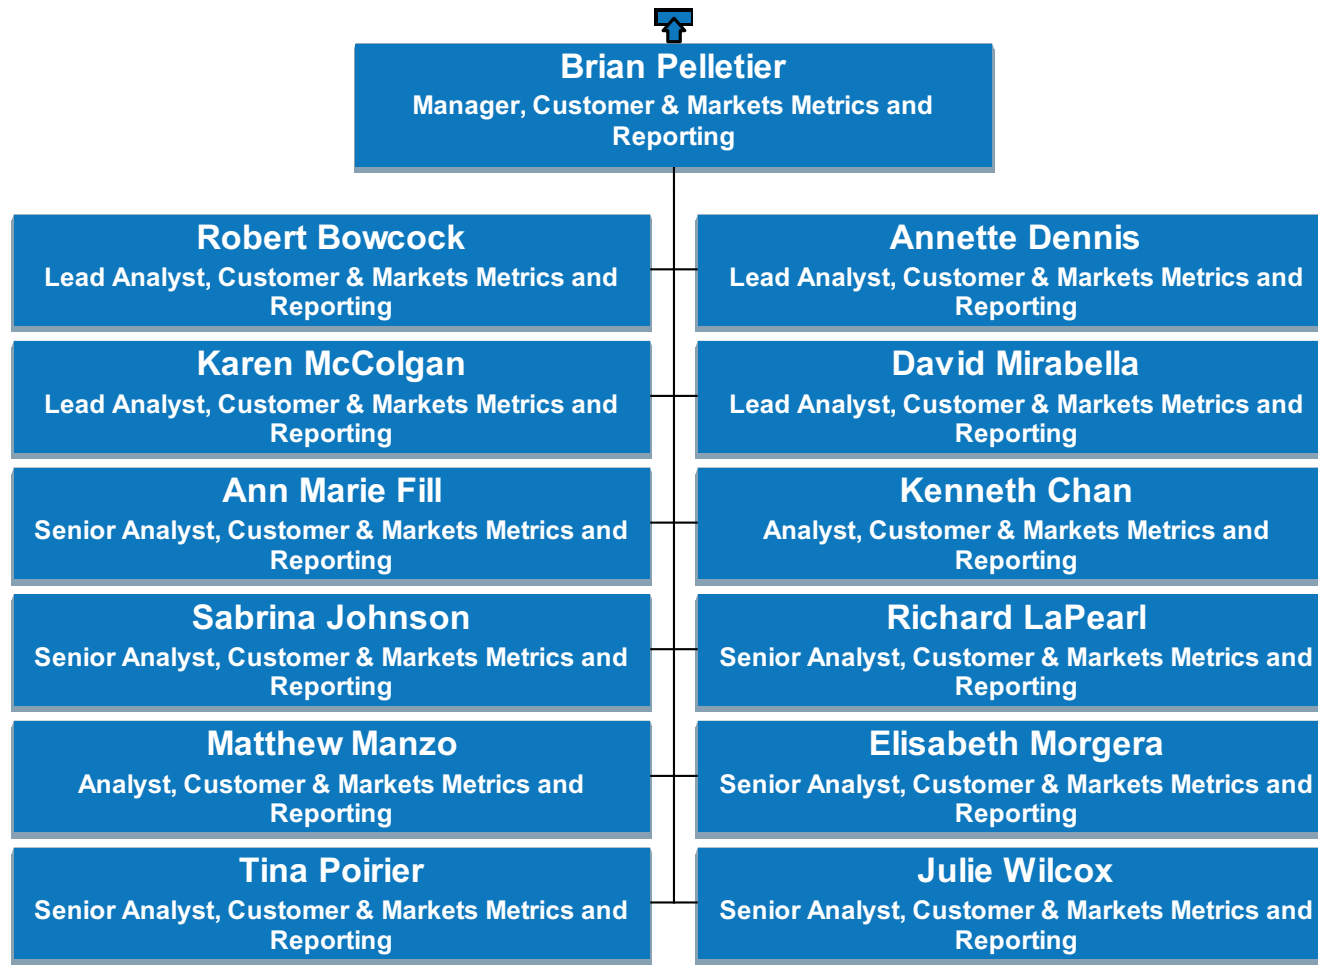 Brian Pelletier
Manager, Customer & Markets Metrics and
Reporting
Robert Bowcock
Lead Analyst, Customer & Markets Metrics and
Reporting
Annette Dennis
Lead Analyst, Customer & Markets Metrics and
Reporting
Karen McColgan
Lead Analyst, Customer & Markets Metrics and
Reporting
David Mirabella
Lead Analyst, Customer & Markets Metrics and
Reporting
Ann Marie Fill
Senior Analyst, Customer & Markets Metrics and
Reporting
Kenneth Chan
Analyst, Customer & Markets Metrics and
Reporting
Sabrina Johnson
Senior Analyst, Customer & Markets Metrics and
Reporting
Richard LaPearl
Senior Analyst, Customer & Markets Metrics and
Reporting
Matthew Manzo
Analyst, Customer & Markets Metrics and
Reporting
Elisabeth Morgera
Senior Analyst, Customer & Markets Metrics and
Reporting
Tina Poirier
Senior Analyst, Customer & Markets Metrics and
Reporting
Julie Wilcox
Senior Analyst, Customer & Markets Metrics and
Reporting